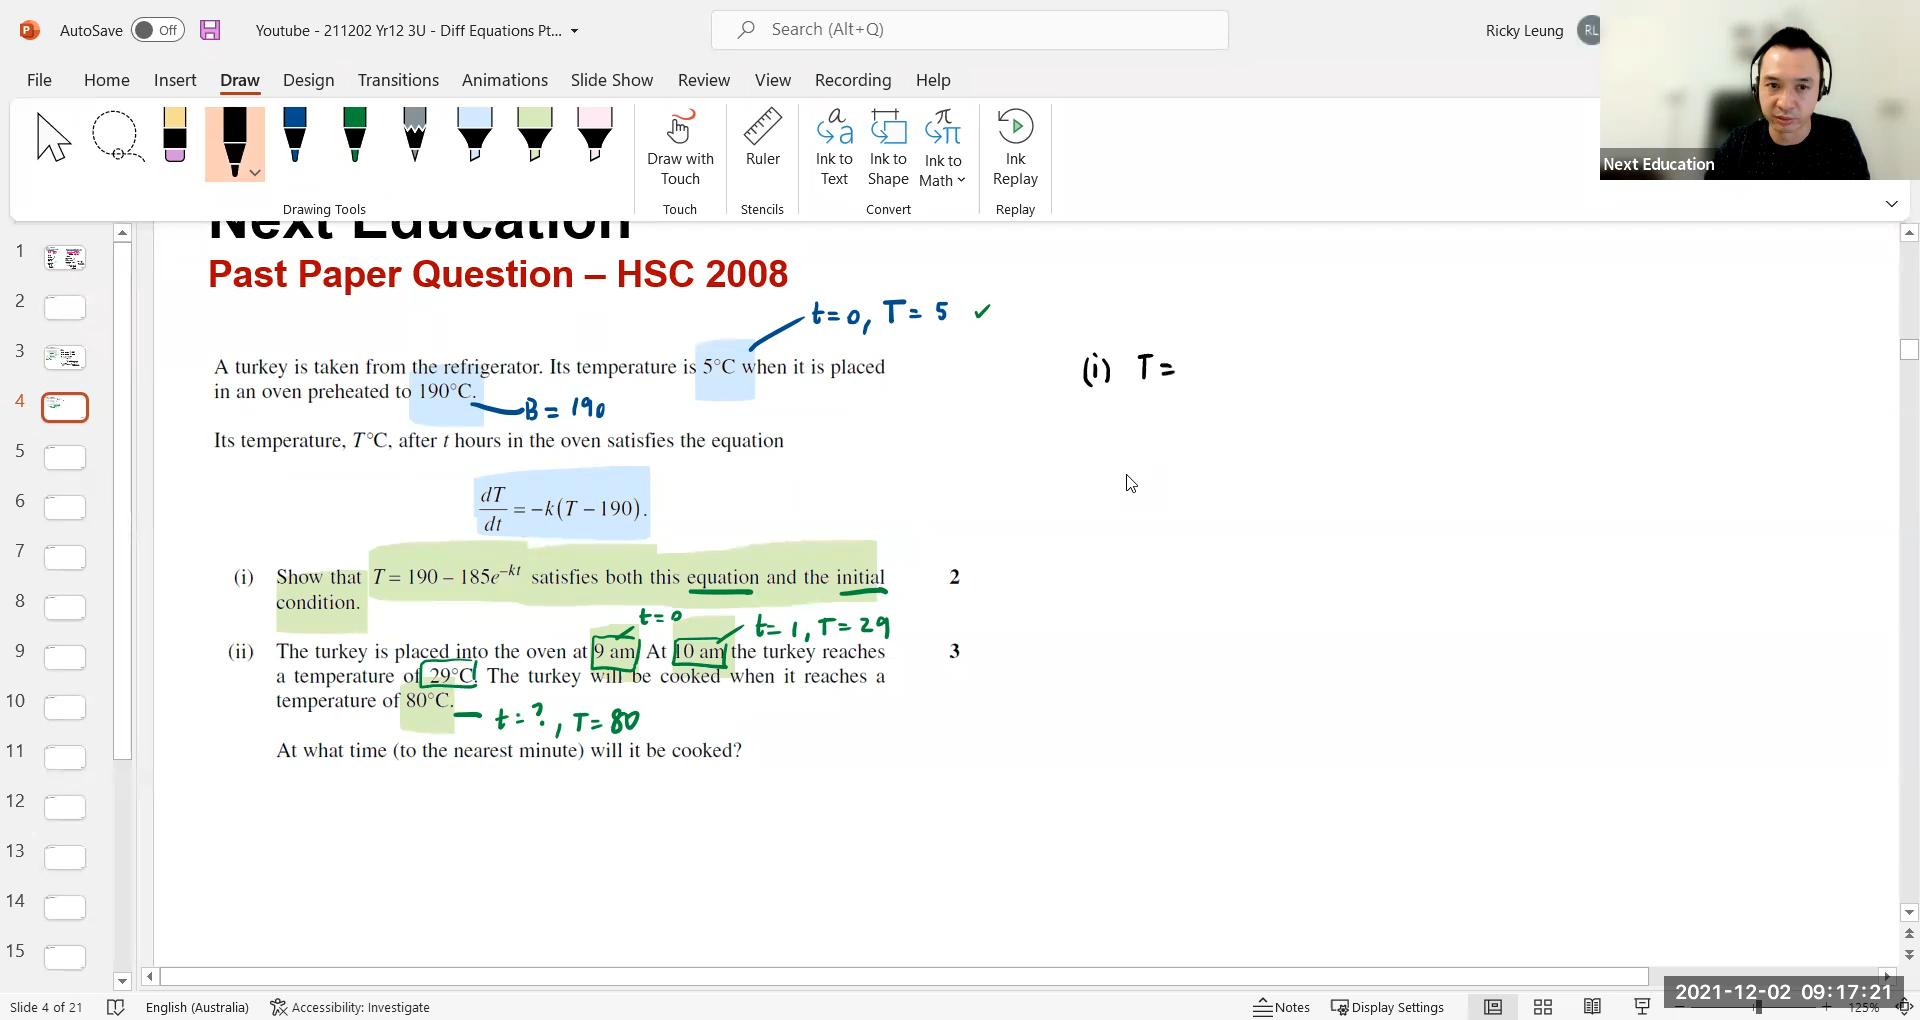 AutoSave Off Youtube - 211202 Yr12 3U - Diff Equations Pt... Search (Alt+Q) Ricky Leung RL
File Home Insert Draw Design Transitions Animations Slide Show Review View Recording Help
Draw with Touch
Ruler
Ink to Text
Ink to Shape
Ink to Math
Ink Replay
Drawing Tools Touch Stencils Convert Replay
Next Education
1
2
3
4
5
6
7
8
9
10
11
12
13
14
15
Next Education
Past Paper Question – HSC 2008
t=0, T=5 ✓
A turkey is taken from the refrigerator. Its temperature is 5°C when it is placed
in an oven preheated to 190°C.
B = 190
Its temperature, T°C, after t hours in the oven satisfies the equation
dT/dt = –k(T – 190).
(i) Show that T = 190 – 185e^–kt satisfies both this equation and the initial 2
condition.
t=0
t=1, T=29
(ii) The turkey is placed into the oven at 9 am. At 10 am the turkey reaches 3
a temperature of 29°C. The turkey will be cooked when it reaches a
temperature of 80°C.
t=?, T=80
At what time (to the nearest minute) will it be cooked?
(i) T=
Slide 4 of 21 English (Australia) Accessibility: Investigate Notes Display Settings 125%
2021-12-02 09:17:21